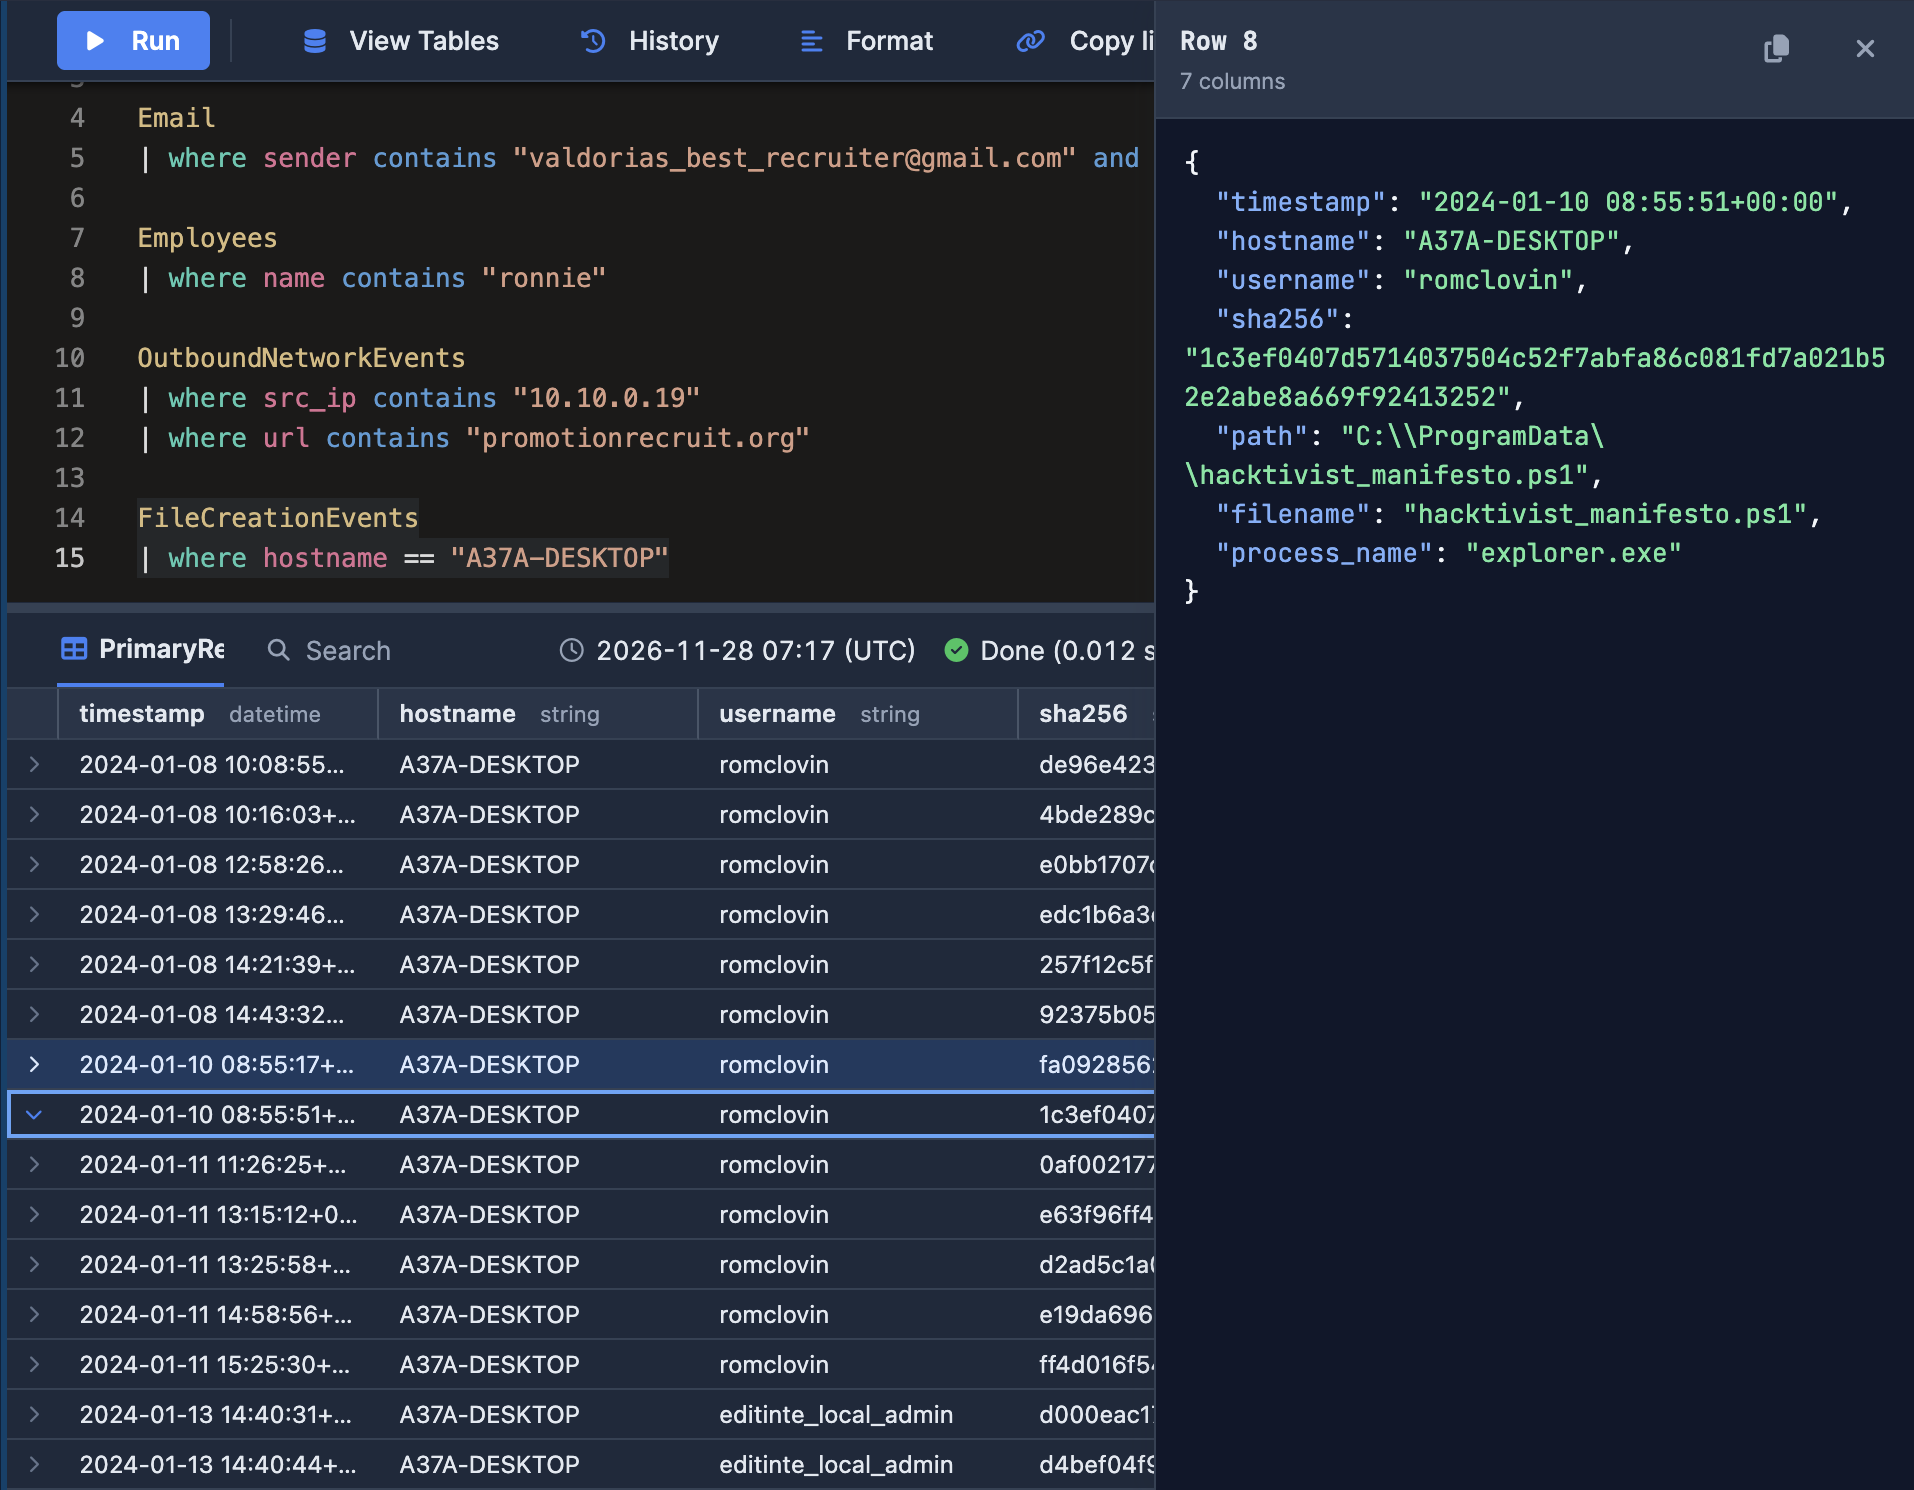 Run
View Tables
History
Format
Copy li
4 Email
5 | where sender contains "valdorias_best_recruiter@gmail.com" and
6
7 Employees
8 | where name contains "ronnie"
9
10 OutboundNetworkEvents
11 | where src_ip contains "10.10.0.19"
12 | where url contains "promotionrecruit.org"
13
14 FileCreationEvents
15 | where hostname == "A37A-DESKTOP"
PrimaryRe
Search
2026-11-28 07:17 (UTC)
Done (0.012 s
timestamp datetime hostname string username string sha256
2024-01-08 10:08:55... A37A-DESKTOP romclovin de96e423
2024-01-08 10:16:03+... A37A-DESKTOP romclovin 4bde289c
2024-01-08 12:58:26... A37A-DESKTOP romclovin e0bb1707
2024-01-08 13:29:46... A37A-DESKTOP romclovin edc1b6a3
2024-01-08 14:21:39+... A37A-DESKTOP romclovin 257f12c5f
2024-01-08 14:43:32... A37A-DESKTOP romclovin 92375b05
2024-01-10 08:55:17+... A37A-DESKTOP romclovin fa092856
2024-01-10 08:55:51+... A37A-DESKTOP romclovin 1c3ef0407
2024-01-11 11:26:25+... A37A-DESKTOP romclovin 0af002177
2024-01-11 13:15:12+0... A37A-DESKTOP romclovin e63f96ff4
2024-01-11 13:25:58+... A37A-DESKTOP romclovin d2ad5c1a
2024-01-11 14:58:56+... A37A-DESKTOP romclovin e19da696
2024-01-11 15:25:30+... A37A-DESKTOP romclovin ff4d016f5
2024-01-13 14:40:31+... A37A-DESKTOP editinte_local_admin d000eac1
2024-01-13 14:40:44+... A37A-DESKTOP editinte_local_admin d4bef04f
Row 8
7 columns
{
"timestamp": "2024-01-10 08:55:51+00:00",
"hostname": "A37A-DESKTOP",
"username": "romclovin",
"sha256":
"1c3ef0407d5714037504c52f7abfa86c081fd7a021b5
2e2abe8a669f92413252",
"path": "C:\\ProgramData\
\hacktivist_manifesto.ps1",
"filename": "hacktivist_manifesto.ps1",
"process_name": "explorer.exe"
}